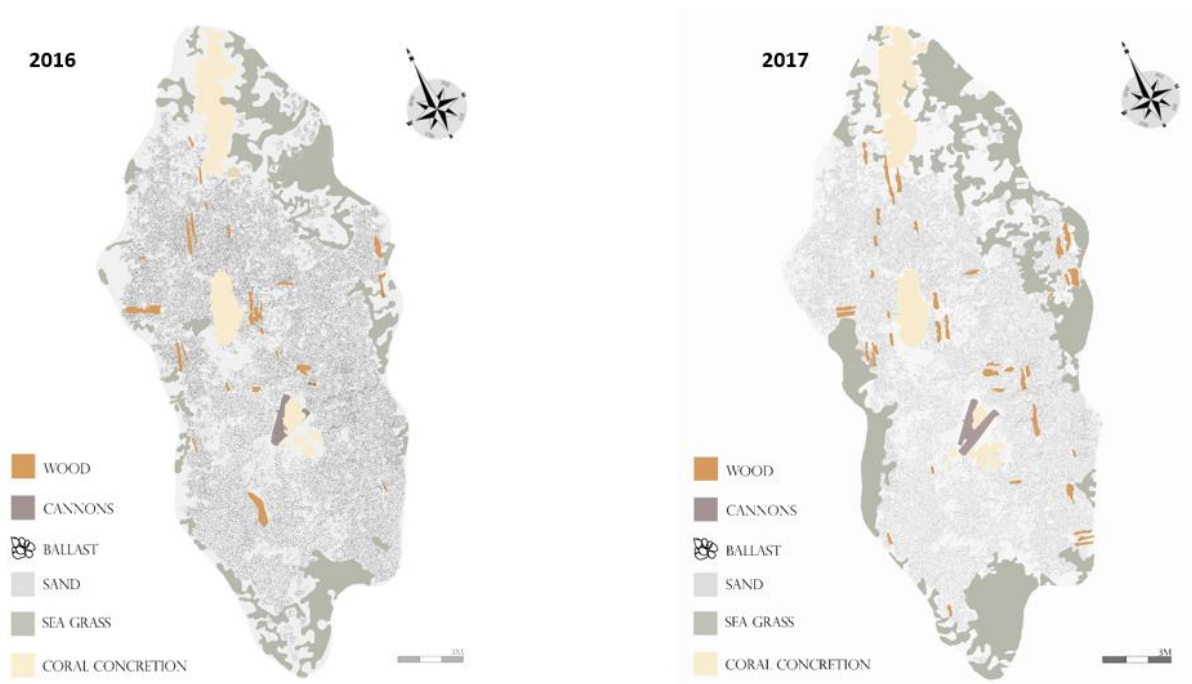 2016
WOOD
CANNONS
BALLAST
SAND
SEA GRASS
CORAL CONCRETION
3M
2017
WOOD
CANNONS
BALLAST
SAND
SEA GRASS
CORAL CONCRETION
3M